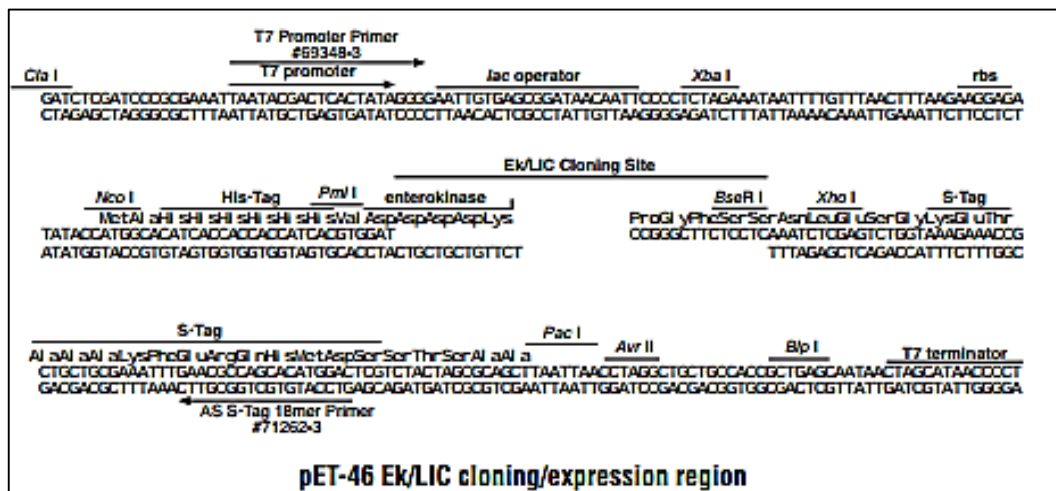 T7 Promoter Primer
#69348-3
Cla I T7 promoter lac operator Xba I rbs
GATCTCGATCCCGCGAAATTAATACGACTCACTATAGGGGAATTGTGAGCGGATAACAATTCCCCTCTAGAAATAATTTTGTTTAACTTTAAGAAGGAGA
CTAGAGCTAGGGCGCTTTAATTATGCTGAGTGATATCCCCTTAACACTCGCCTATTGTTAAGGGGAGATCTTTATTAAAACAAATTGAAATTCTTCCTCT
Ek/LIC Cloning Site
Nco I His-Tag Pml I enterokinase BseR I Xho I S-Tag
MetAlaHisHisHisHisHisHisValAspAspAspAspLys ProGlyPheSerSerAsnLeuGluSerGlyLysGluThr
TATACCATGGCACATCACCACCACCATCACGTGGAT CCGGGCTTCTCCTCAAATCTCGAGTCTGGTAAAGAAACCG
ATATGGTACCGTGTAGTGGTGGTGGTAGTGCACCTACTGCTGCTGTTCT TTTAGAGCTCAGACCATTTCTTTGGC
S-Tag Pac I
AlaAlaAlaLysPheGluArgGlnHisMetAspSerSerThrSerAlaAla Avr II Blp I T7 terminator
CTGCTGCGAAATTTGAACGCCAGCACATGGACTCGTCTACTAGCGCAGCTTAATTAACCTAGGCTGCTGCCACCGCTGAGCAATAACTAGCATAACCCCT
GACGACGCTTTAAACTTGCGGTCGTGTACCTGAGCAGATGATCGCGTCGAATTAATTGGATCCGACGACGGTGGCGACTCGTTATTGATCGTATTGGGGA
AS S-Tag 18mer Primer
#71262-3
pET-46 Ek/LIC cloning/expression region